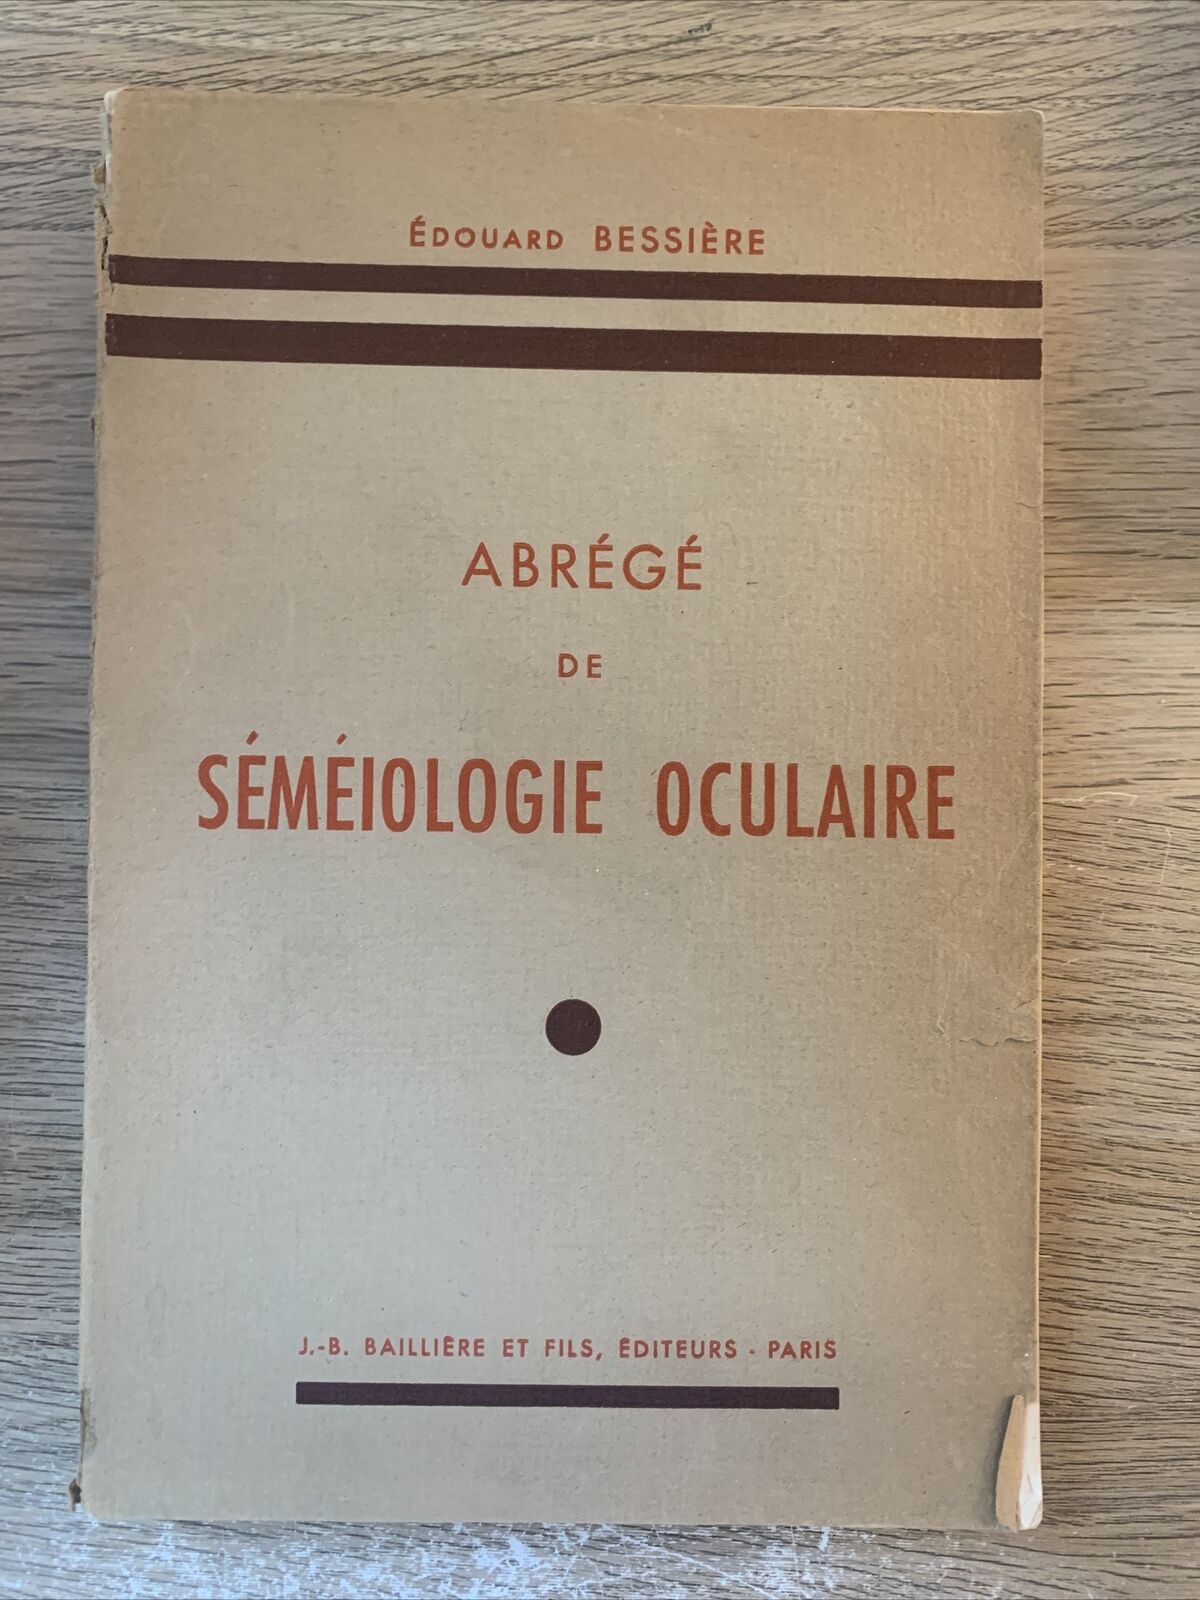 ÉDOUARD BESSIÈRE
ABRÉGÉ
DE
SÉMÉIOLOGIE OCULAIRE
J.-B. BAILLIÈRE ET FILS, ÉDITEURS - PARIS